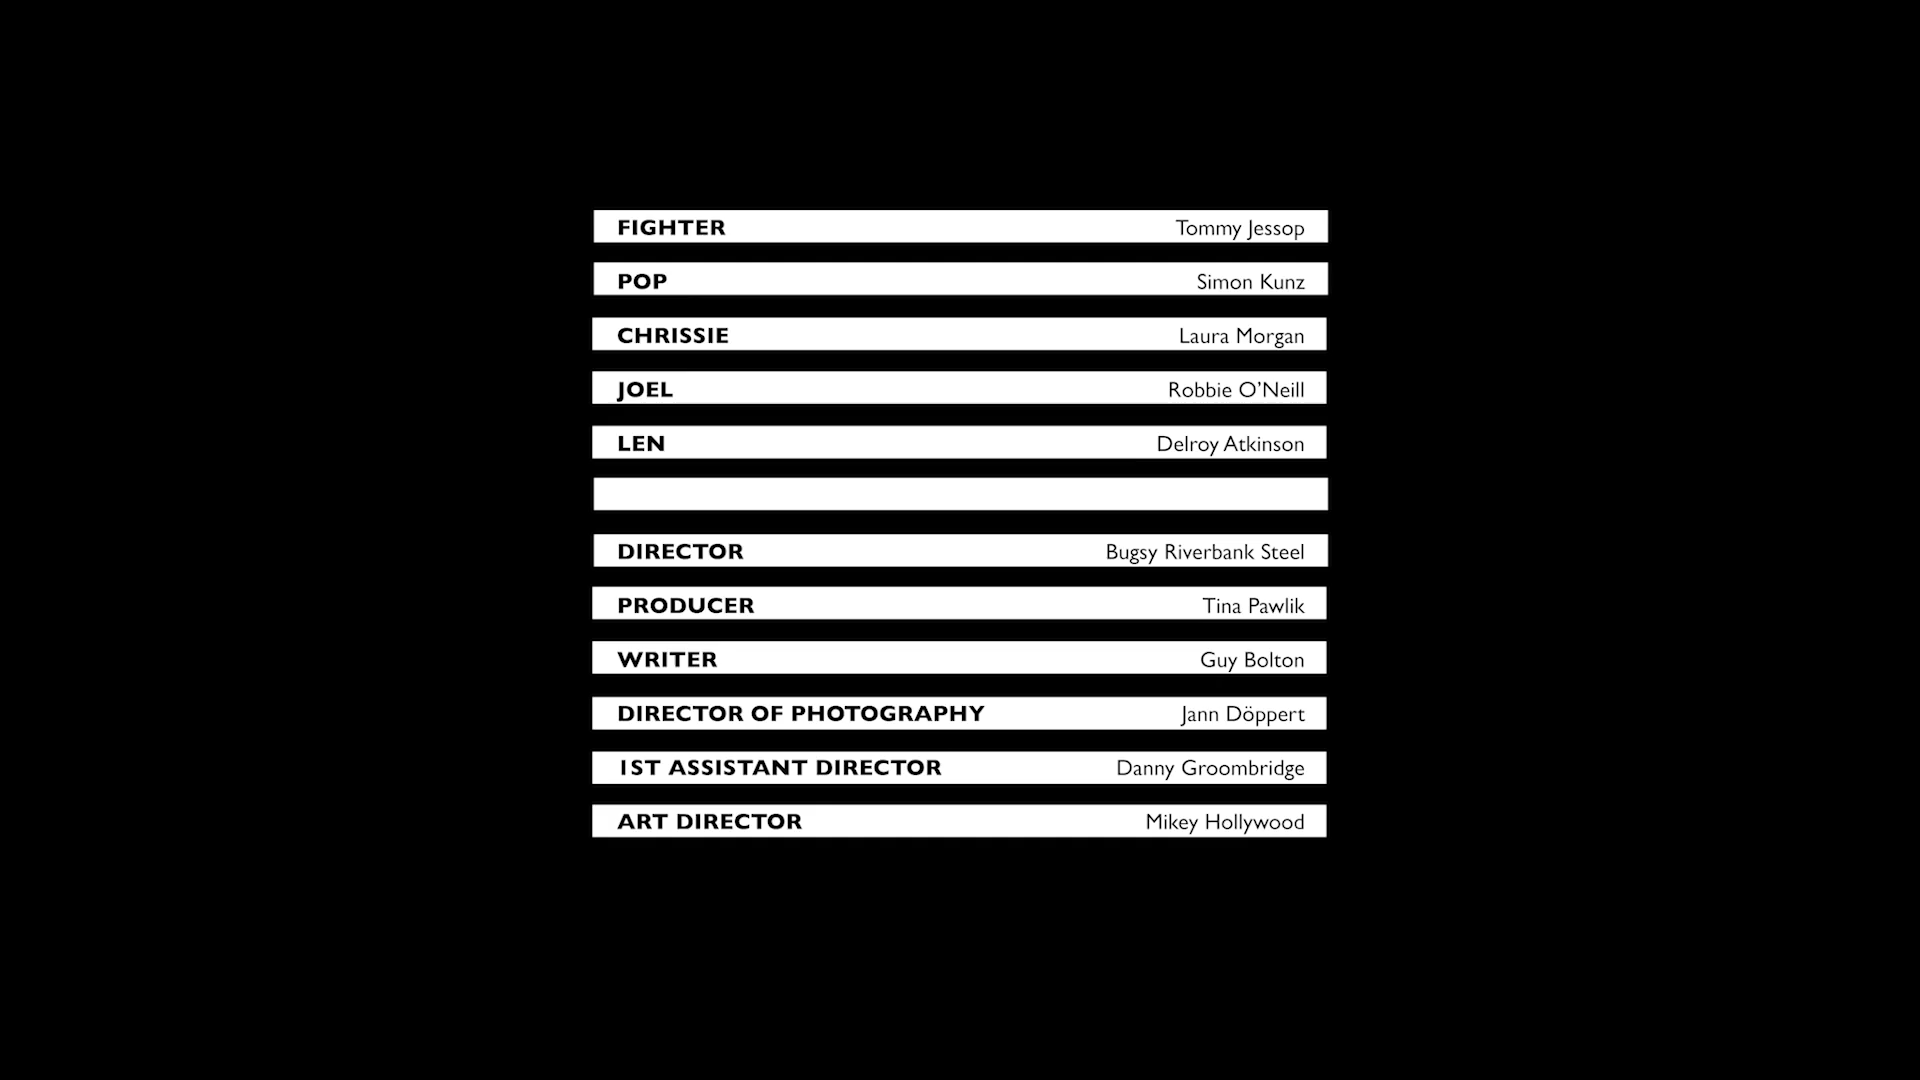 FIGHTER Tommy Jessop
POP Simon Kunz
CHRISSIE Laura Morgan
JOEL Robbie O’Neill
LEN Delroy Atkinson
DIRECTOR Bugsy Riverbank Steel
PRODUCER Tina Pawlik
WRITER Guy Bolton
DIRECTOR OF PHOTOGRAPHY Jann Döppert
1ST ASSISTANT DIRECTOR Danny Groombridge
ART DIRECTOR Mikey Hollywood